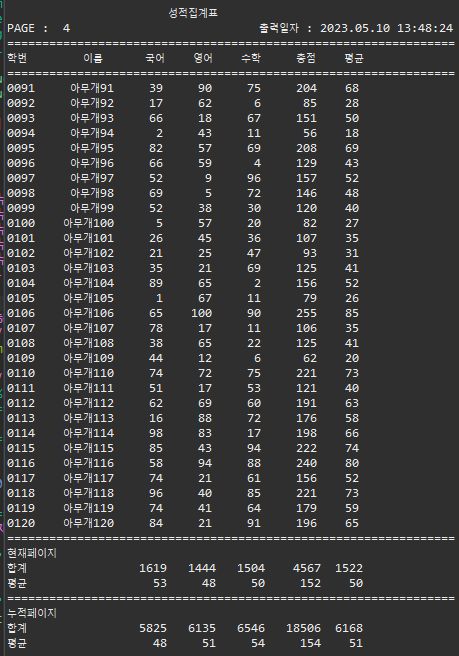 성적집계표
PAGE : 4 출력일자 : 2023.05.10 13:48:24
================================================================
학번 이름 국어 영어 수학 총점 평균
================================================================
0091 아무개91 39 90 75 204 68
0092 아무개92 17 62 6 85 28
0093 아무개93 66 18 67 151 50
0094 아무개94 2 43 11 56 18
0095 아무개95 82 57 69 208 69
0096 아무개96 66 59 4 129 43
0097 아무개97 52 9 96 157 52
0098 아무개98 69 5 72 146 48
0099 아무개99 52 38 30 120 40
0100 아무개100 5 57 20 82 27
0101 아무개101 26 45 36 107 35
0102 아무개102 21 25 47 93 31
0103 아무개103 35 21 69 125 41
0104 아무개104 89 65 2 156 52
0105 아무개105 1 67 11 79 26
0106 아무개106 65 100 90 255 85
0107 아무개107 78 17 11 106 35
0108 아무개108 38 65 22 125 41
0109 아무개109 44 12 6 62 20
0110 아무개110 74 72 75 221 73
0111 아무개111 51 17 53 121 40
0112 아무개112 62 69 60 191 63
0113 아무개113 16 88 72 176 58
0114 아무개114 98 83 17 198 66
0115 아무개115 85 43 94 222 74
0116 아무개116 58 94 88 240 80
0117 아무개117 74 21 61 156 52
0118 아무개118 96 40 85 221 73
0119 아무개119 74 41 64 179 59
0120 아무개120 84 21 91 196 65
================================================================
현재페이지
합계 1619 1444 1504 4567 1522
평균 53 48 50 152 50
================================================================
누적페이지
합계 5825 6135 6546 18506 6168
평균 48 51 54 154 51